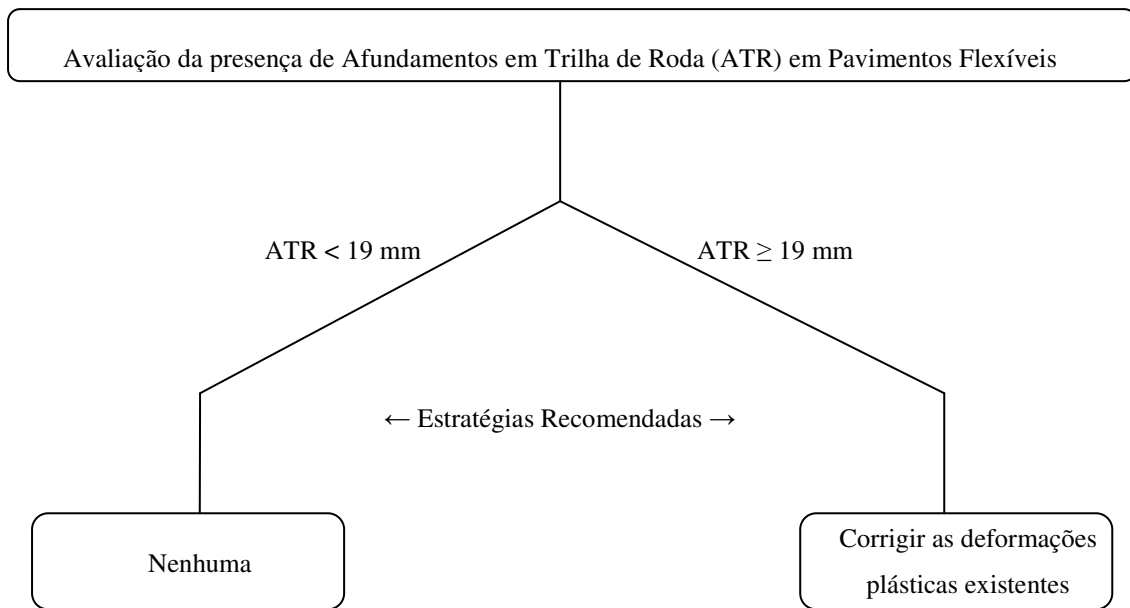 Avaliação da presença de Afundamentos em Trilha de Roda (ATR) em Pavimentos Flexíveis
ATR < 19 mm
ATR ≥ 19 mm
← Estratégias Recomendadas →
Nenhuma
Corrigir as deformações
plásticas existentes